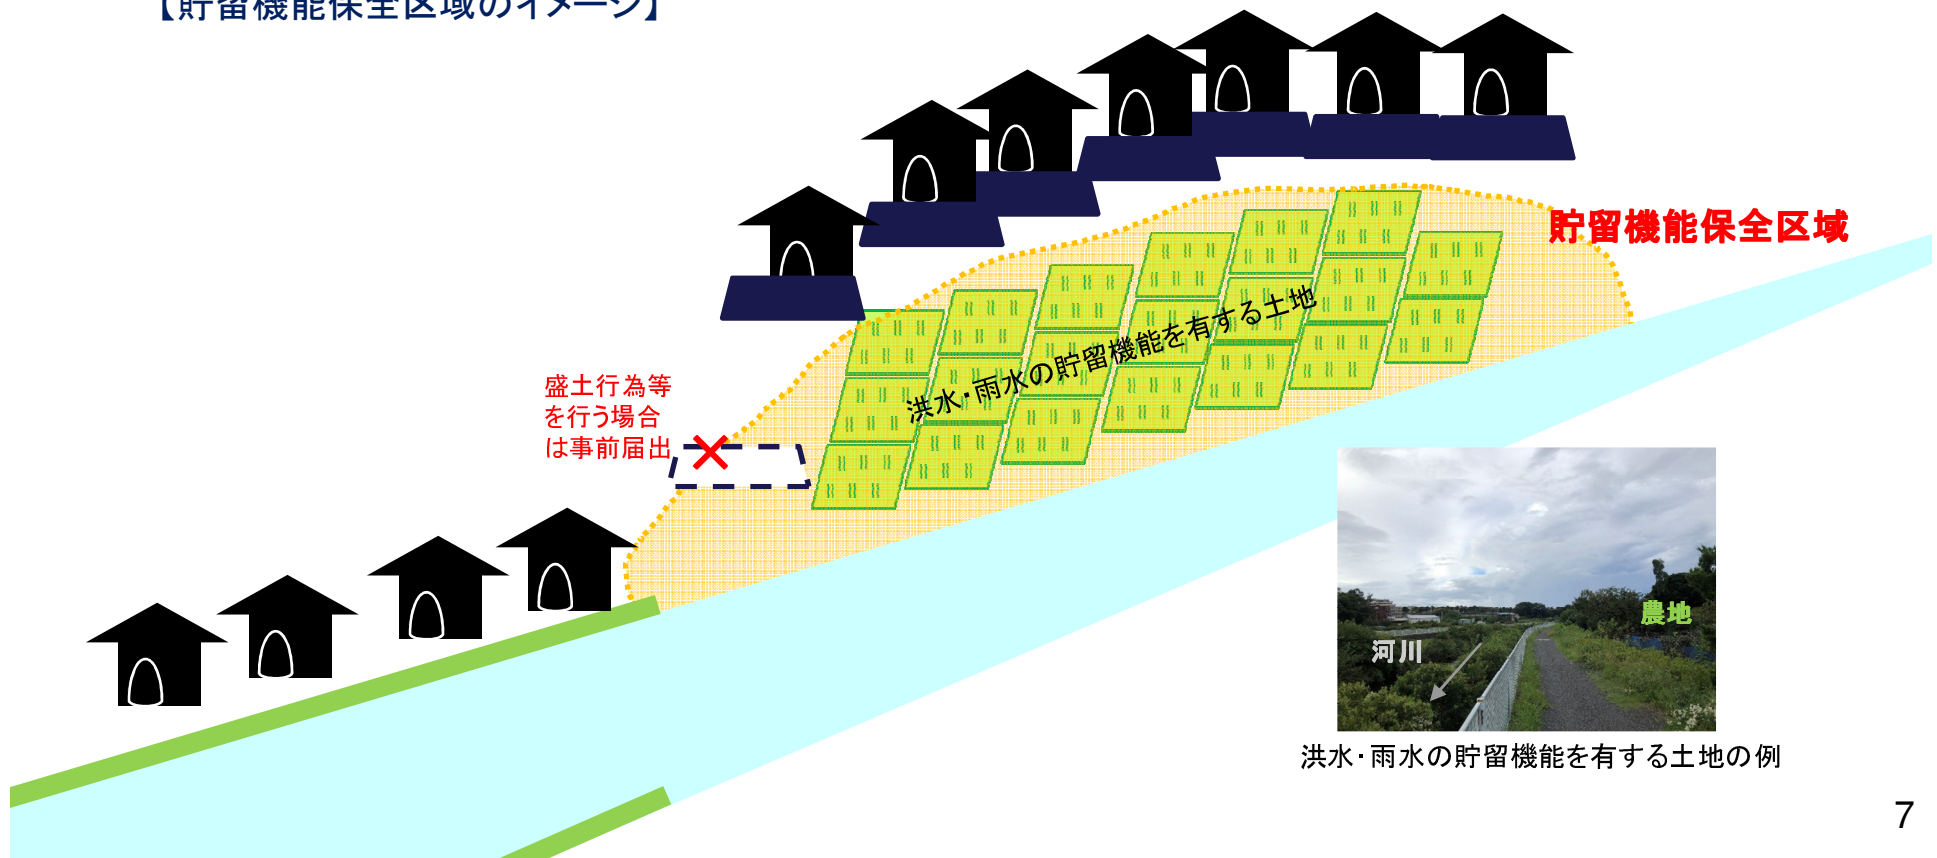 【貯留機能保全区域のイメージ】
貯留機能保全区域
洪水・雨水の貯留機能を有する土地
盛土行為等
を行う場合
は事前届出
農地
河川
洪水・雨水の貯留機能を有する土地の例
7